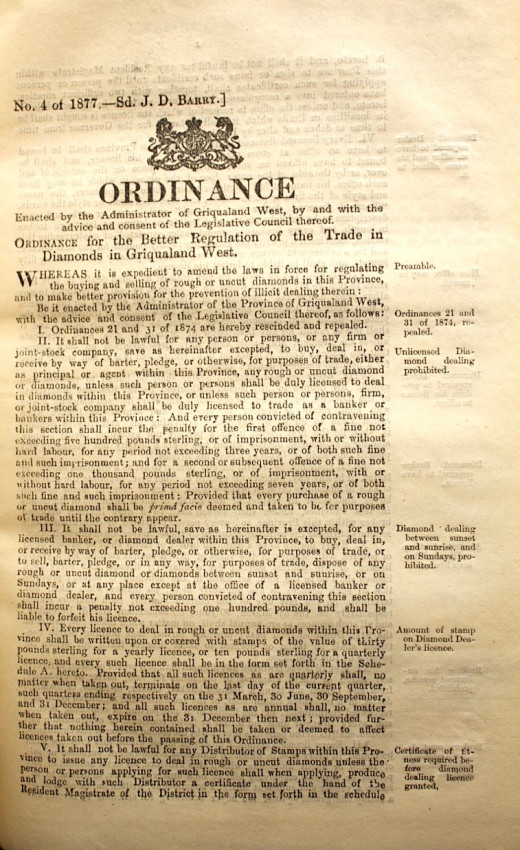 No. 4 of 1877.—Sd. J. D. BARRY.]
ORDINANCE
Enacted by the Administrator of Griqualand West, by and with the
advice and consent of the Legislative Council thereof.
ORDINANCE for the Better Regulation of the Trade in
Diamonds in Griqualand West.
WHEREAS it is expedient to amend the laws in force for regulating
the buying and selling of rough or uncut diamonds in this Province,
and to make better provision for the prevention of illicit dealing therein:
Preamble.
Be it enacted by the Administrator of the Province of Griqualand West,
with the advice and consent of the Legislative Council thereof, as follows:
I. Ordinances 21 and 31 of 1874 are hereby rescinded and repealed.
Ordinances 21 and
31 of 1874, re-
pealed.
II. It shall not be lawful for any person or persons, or any firm or
joint-stock company, save as hereinafter excepted, to buy, deal in, or
receive by way of barter, pledge, or otherwise, for purposes of trade, either
as principal or agent within this Province, any rough or uncut diamond
or diamonds, unless such person or persons shall be duly licensed to deal
in diamonds within this Province, or unless such person or persons, firm,
or joint-stock company shall be duly licensed to trade as a banker or
bankers within this Province: And every person convicted of contravening
this section shall incur the penalty for the first offence of a fine not
exceeding five hundred pounds sterling, or of imprisonment, with or without
hard labour, for any period not exceeding three years, or of both such fine
and such imprisonment; and for a second or subsequent offence of a fine not
exceeding one thousand pounds sterling, or of imprisonment, with or
without hard labour, for any period not exceeding seven years, or of both
such fine and such imprisonment: Provided that every purchase of a rough
or uncut diamond shall be primâ facie deemed and taken to be for purposes
of trade until the contrary appear.
Unlicensed Dia-
mond dealing
prohibited.
III. It shall not be lawful, save as hereinafter is excepted, for any
licensed banker, or diamond dealer within this Province, to buy, deal in,
or receive by way of barter, pledge, or otherwise, for purposes of trade, or
to sell, barter, pledge, or in any way, for purposes of trade, dispose of any
rough or uncut diamond or diamonds between sunset and sunrise, or on
Sundays, or at any place except at the office of a licensed banker or
diamond dealer, and every person convicted of contravening this section
shall incur a penalty not exceeding one hundred pounds, and shall be
liable to forfeit his licence.
Diamond dealing
between sunset
and sunrise, and
on Sundays, pro-
hibited.
IV. Every licence to deal in rough or uncut diamonds within this Pro-
vince shall be written upon or covered with stamps of the value of thirty
pounds sterling for a yearly licence, or ten pounds sterling for a quarterly
licence, and every such licence shall be in the form set forth in the Sche-
dule A. hereto. Provided that all such licences as are quarterly shall, no
matter when taken out, terminate on the last day of the current quarter,
such quarters ending respectively on the 31 March, 30 June, 30 September,
and 31 December; and all such licences as are annual shall, no matter
when taken out, expire on the 31 December then next; provided fur-
ther that nothing herein contained shall be taken or deemed to affect
licences taken out before the passing of this Ordinance.
Amount of stamp
on Diamond Dea-
ler's licence.
V. It shall not be lawful for any Distributor of Stamps within this Pro-
vince to issue any licence to deal in rough or uncut diamonds unless the
person or persons applying for such licence shall when applying, produce
and lodge with such Distributor a certificate under the hand of the
Resident Magistrate of the District in the form set forth in the schedule
Certificate of fit-
ness required be-
fore diamond
dealing licence
granted,